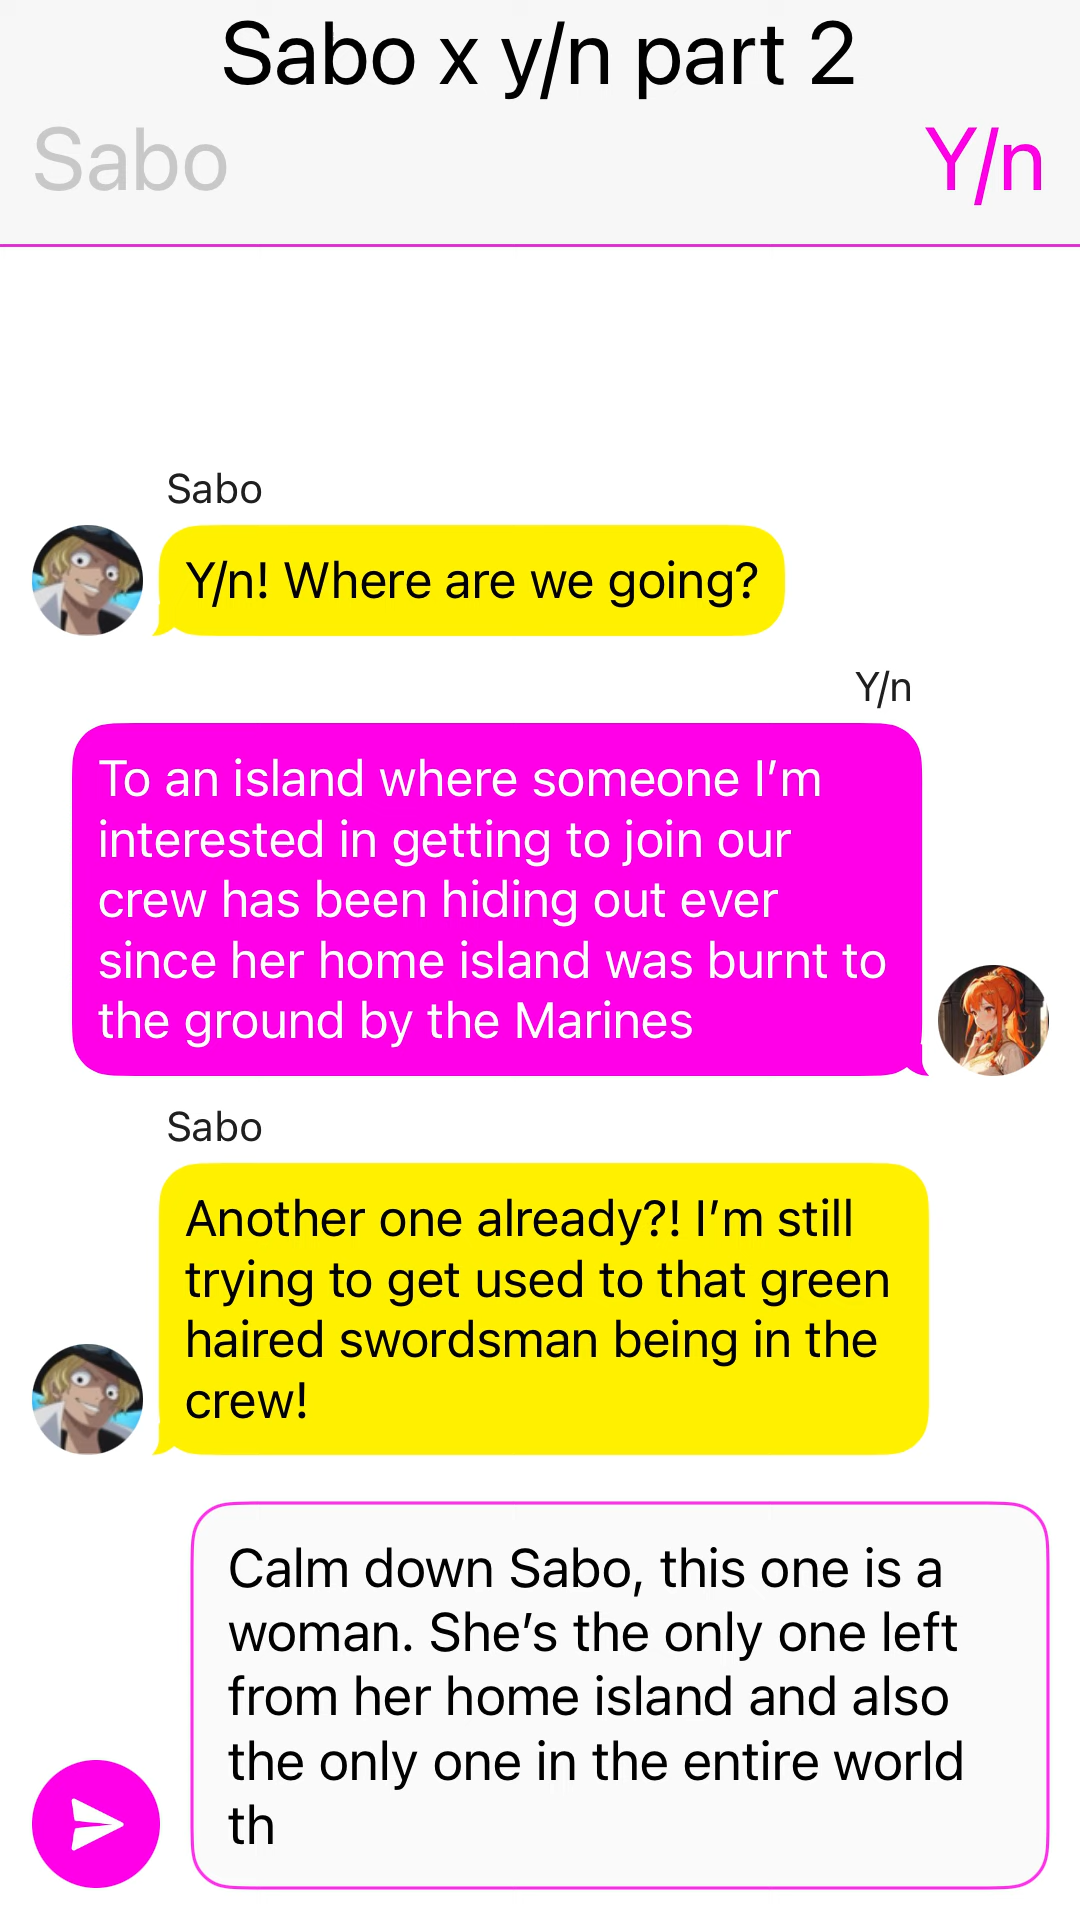 Sabo x y/n part 2
Sabo
Y/n
Sabo
Y/n! Where are we going?
Y/n
To an island where someone I’m
interested in getting to join our
crew has been hiding out ever
since her home island was burnt to
the ground by the Marines
Sabo
Another one already?! I’m still
trying to get used to that green
haired swordsman being in the
crew!
Calm down Sabo, this one is a
woman. She’s the only one left
from her home island and also
the only one in the entire world
th